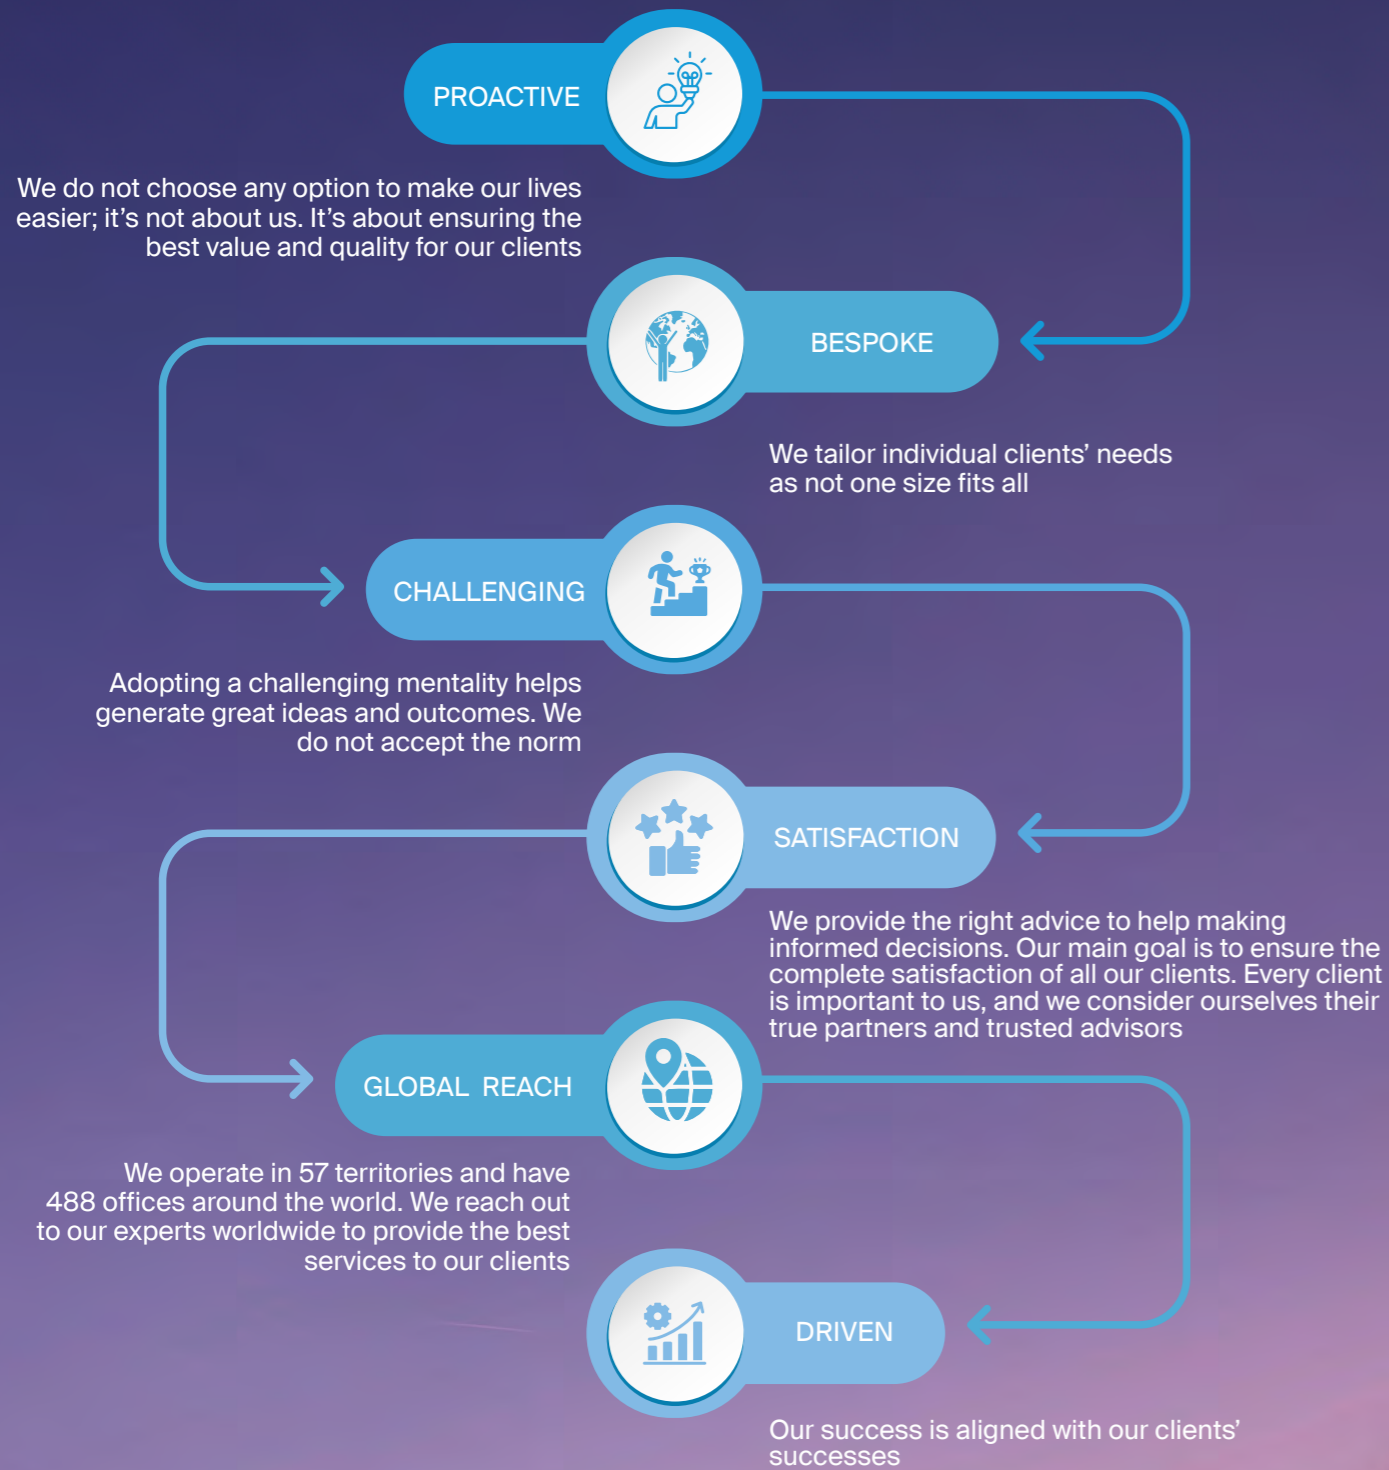 PROACTIVE
We do not choose any option to make our lives
easier; it’s not about us. It’s about ensuring the
best value and quality for our clients
BESPOKE
We tailor individual clients’ needs
as not one size fits all
CHALLENGING
Adopting a challenging mentality helps
generate great ideas and outcomes. We
do not accept the norm
SATISFACTION
We provide the right advice to help making
informed decisions. Our main goal is to ensure the
complete satisfaction of all our clients. Every client
is important to us, and we consider ourselves their
true partners and trusted advisors
GLOBAL REACH
We operate in 57 territories and have
488 offices around the world. We reach out
to our experts worldwide to provide the best
services to our clients
DRIVEN
Our success is aligned with our clients’
successes